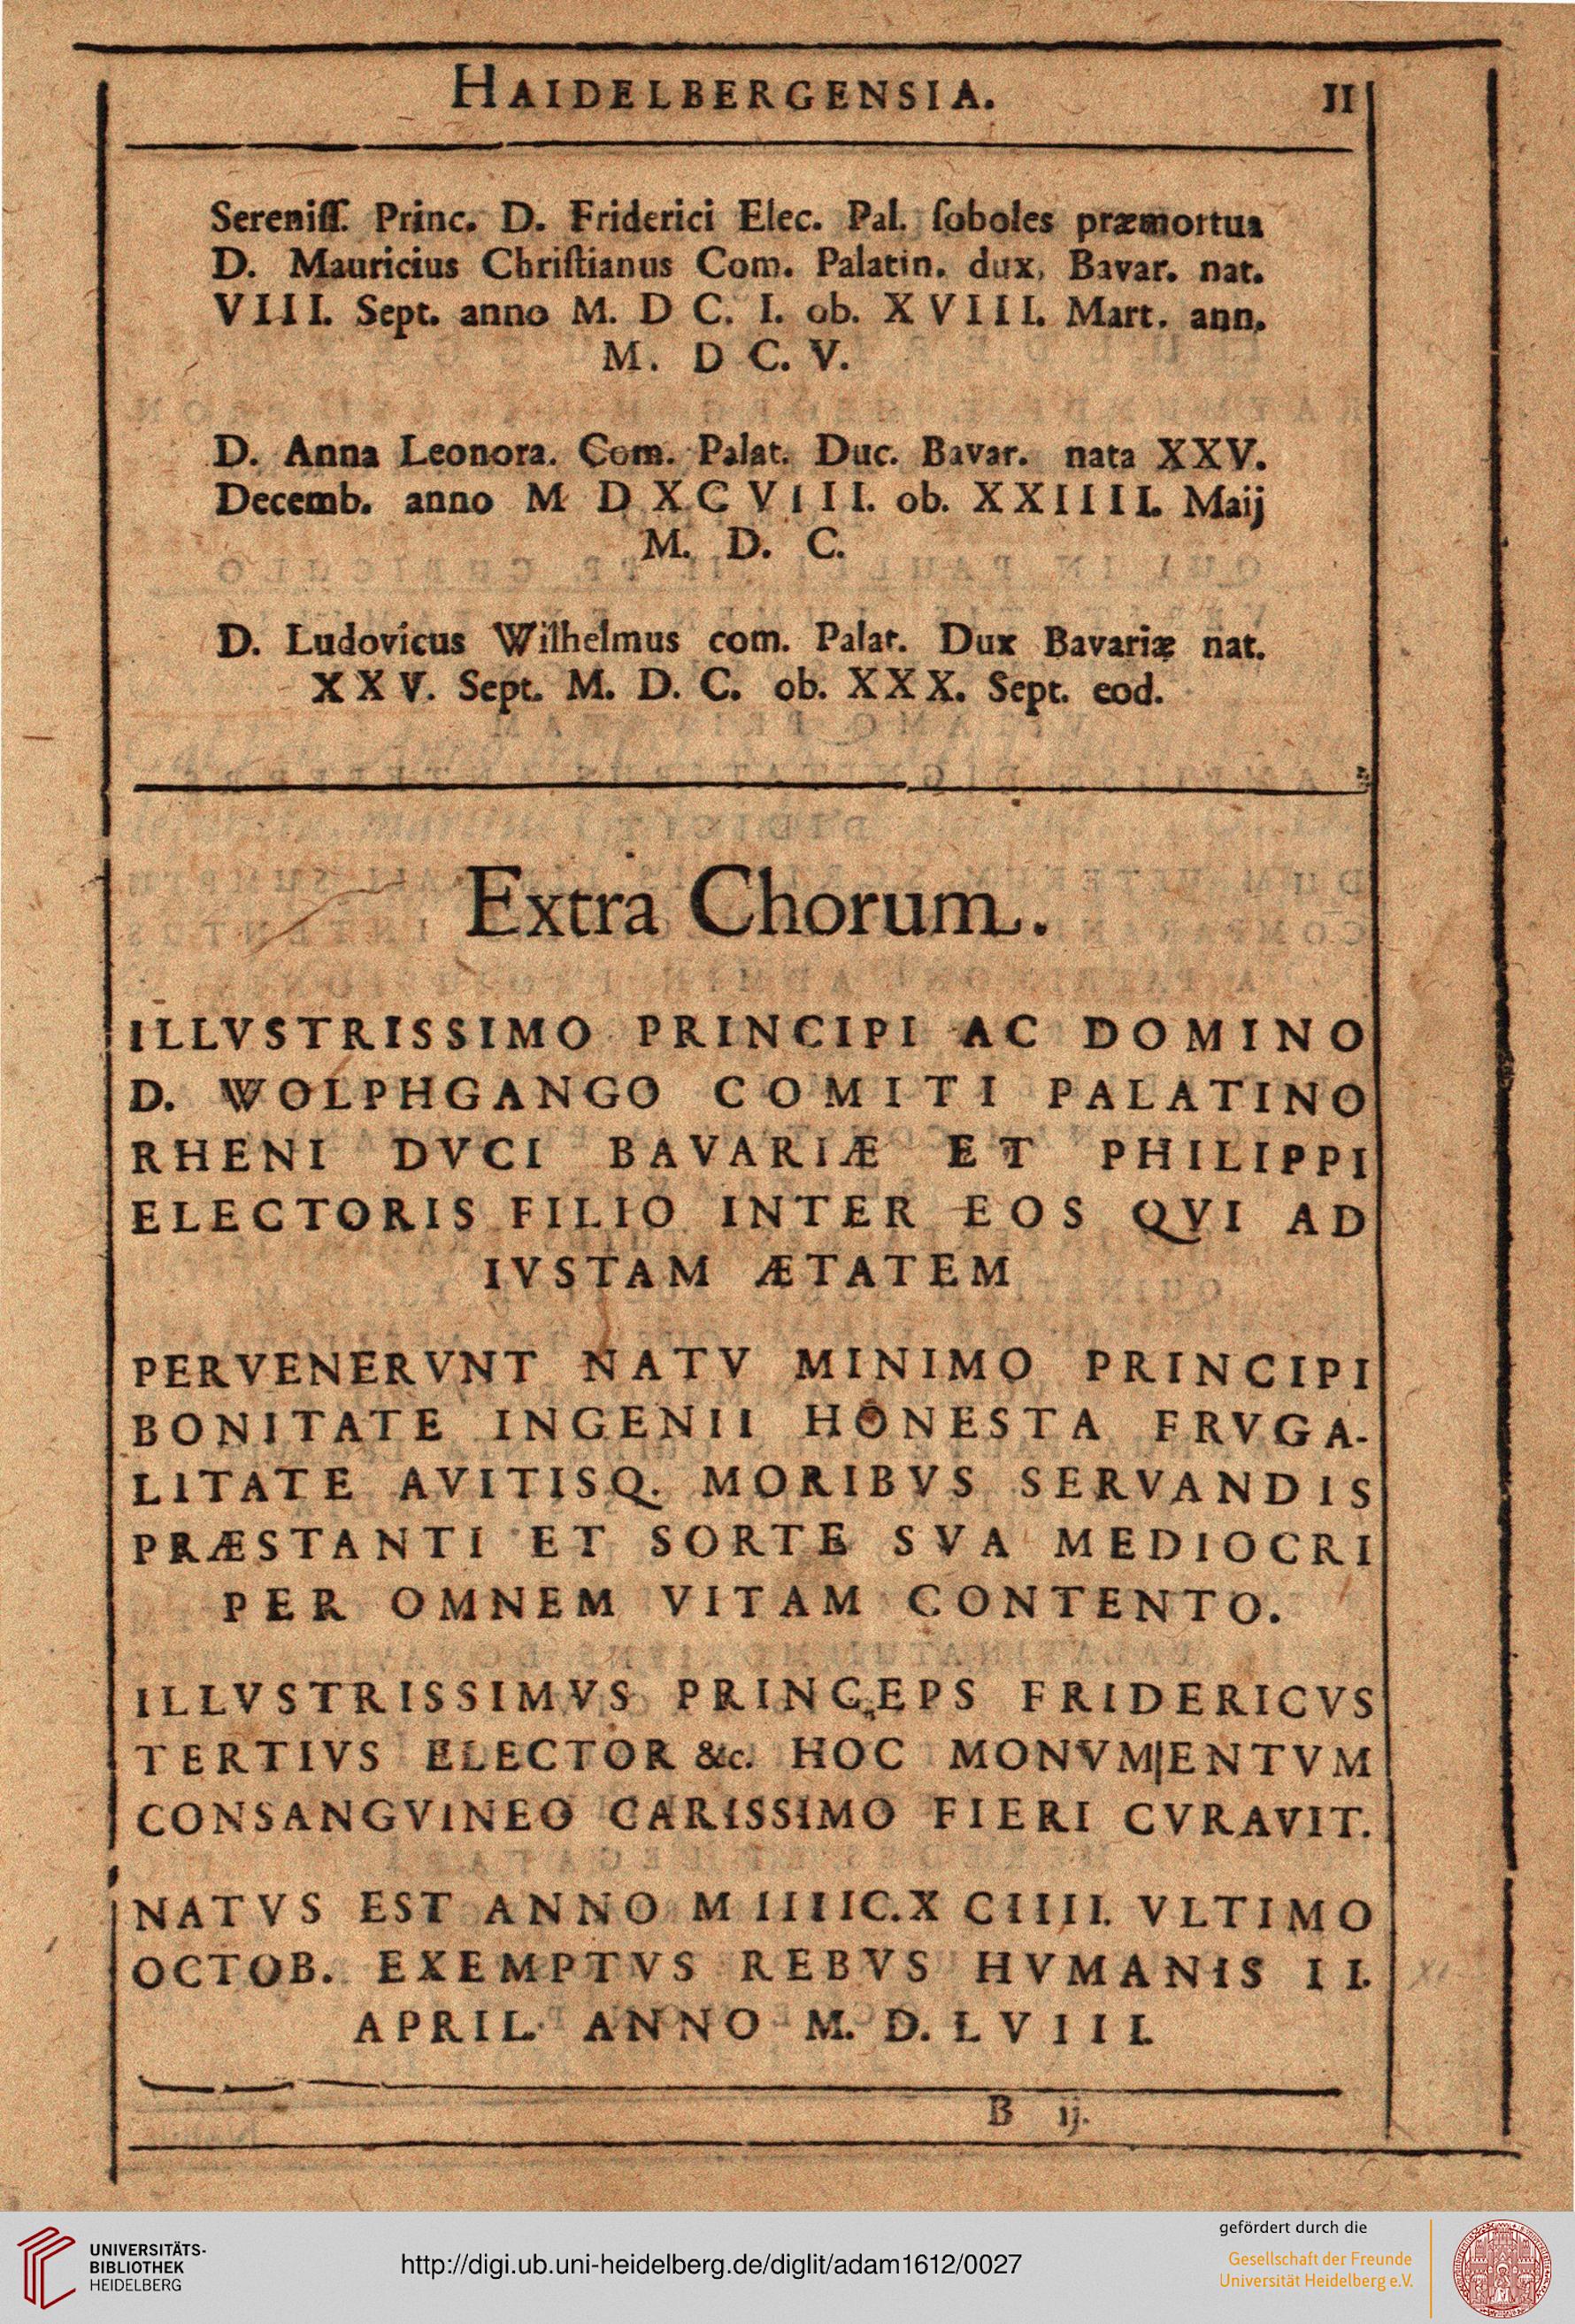 HAIDELBERGENSIA. 11
Sereniſſ. Princ. D. Friderici Elec. Pal. ſoboles præmortua
D. Mauricius Chriſtianus Com. Palatin. dux, Bavar. nat.
VIII. Sept. anno M. D C. I. ob. X V I I I. Mart. ann.
M. D C. V.
D. Anna Leonora. Com. Palat. Duc. Bavar. nata XXV.
Decemb. anno M D X C V I I I. ob. X X I I I I. Maij
M. D. C.
D. Ludovicus Wilhelmus com. Palat. Dux Bavariæ nat.
X X V. Sept. M. D. C. ob. X X X. Sept. eod.
Extra Chorum.
ILLVSTRISSIMO PRINCIPI AC DOMINO
D. WOLPHGANGO COMITI PALATINO
RHENI DVCI BAVARIÆ ET PHILIPPI
ELECTORIS FILIO INTER EOS QVI AD
IVSTAM ÆTATEM
PERVENERVNT NATV MINIMO PRINCIPI
BONITATE INGENII HONESTA FRVGA-
LITATE AVITISQ. MORIBVS SERVANDIS
PRÆSTANTI ET SORTE SVA MEDIOCRI
PER OMNEM VITAM CONTENTO.
ILLVSTRISSIMVS PRINCEPS FRIDERICVS
TERTIVS ELECTOR &c. HOC MONVMENTVM
CONSANGVINEO CARISSIMO FIERI CVRAVIT.
NATVS EST ANNO M IIIIC.X CIIII. VLTIMO
OCTOB. EXEMPTVS REBVS HVMANIS I I.
APRIL. ANNO M. D. L V I I I.
B ij.
UNIVERSITÄTS-
BIBLIOTHEK
HEIDELBERG
http://digi.ub.uni-heidelberg.de/diglit/adam1612/0027
gefördert durch die
Gesellschaft der Freunde
Universität Heidelberg e.V.